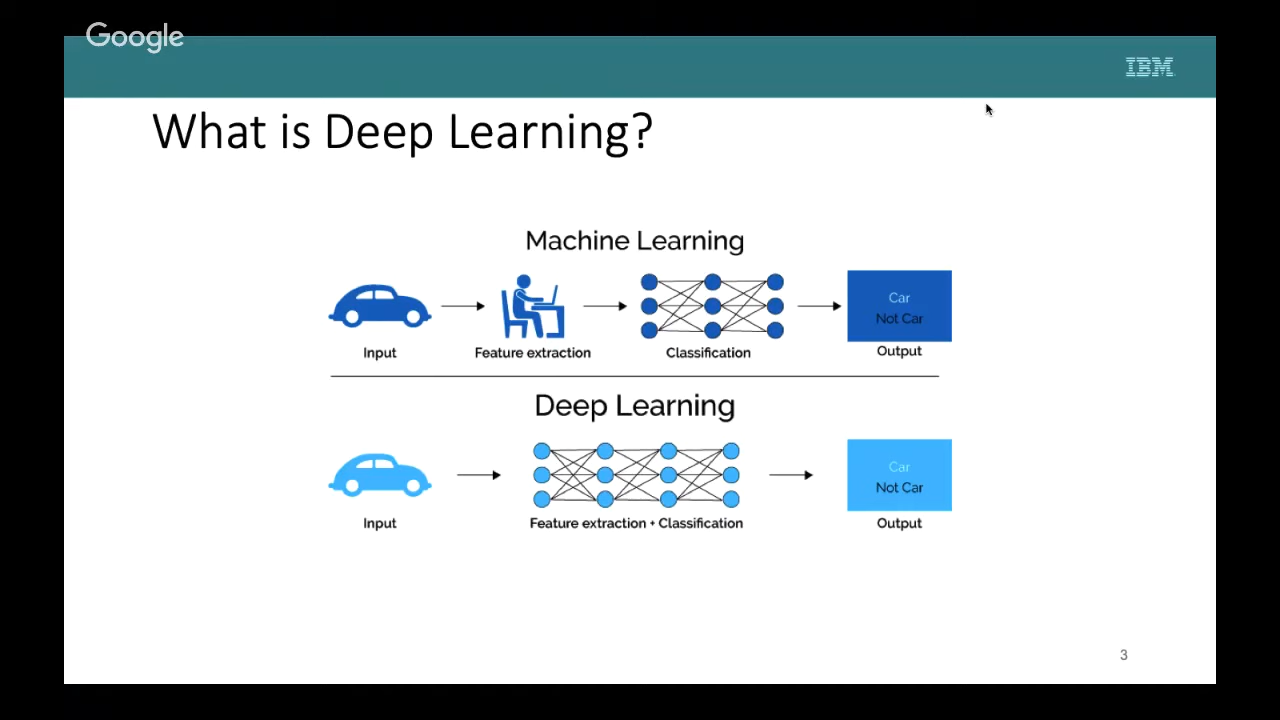 Google
IBM
What is Deep Learning?
Machine Learning
Car
Not Car
Input
Feature extraction
Classification
Output
Deep Learning
Car
Not Car
Input
Feature extraction + Classification
Output
3